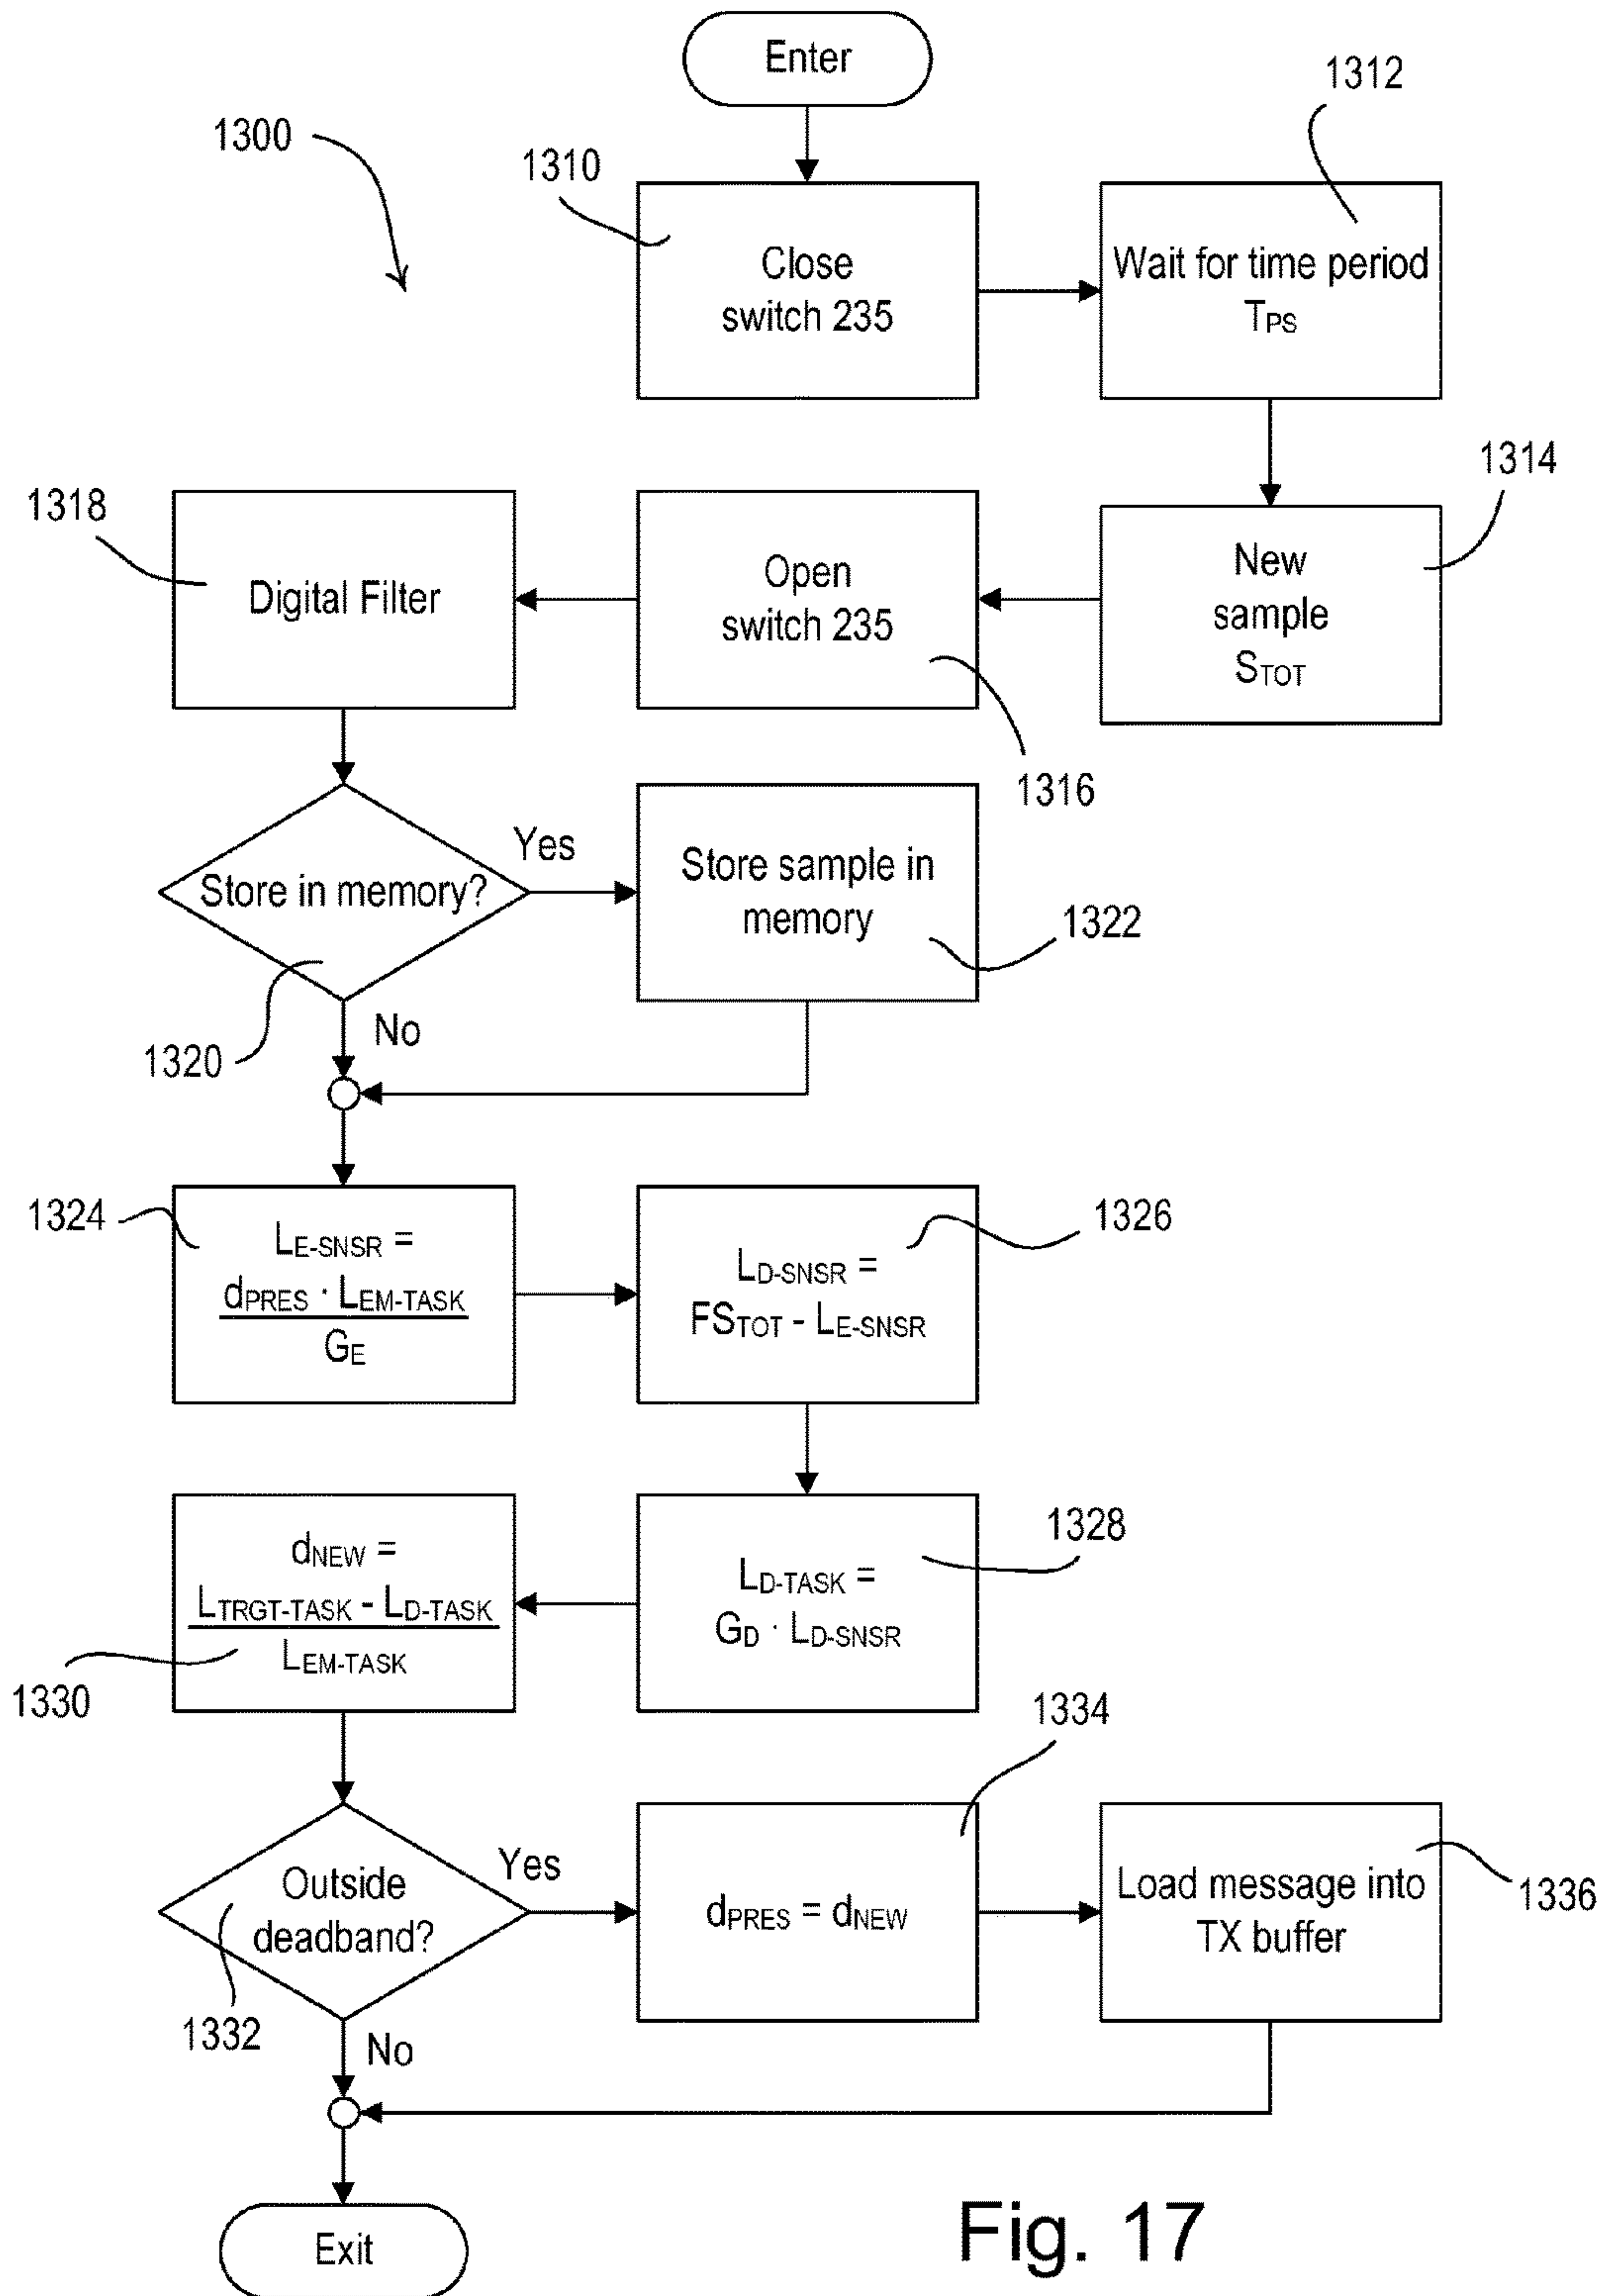 Enter
1300
1310
Close
switch 235
1312
Wait for time period
TPS
1314
New
sample
STOT
1316
Open
switch 235
1318
Digital Filter
1320
Store in memory?
Yes
No
1322
Store sample in
memory
1324
LE-SNSR =
dPRES · LEM-TASK
GE
1326
LD-SNSR =
FSTOT - LE-SNSR
1328
LD-TASK =
GD · LD-SNSR
1330
dNEW =
LTRGT-TASK - LD-TASK
LEM-TASK
1332
Outside
deadband?
Yes
No
1334
dPRES = dNEW
1336
Load message into
TX buffer
Exit
Fig. 17